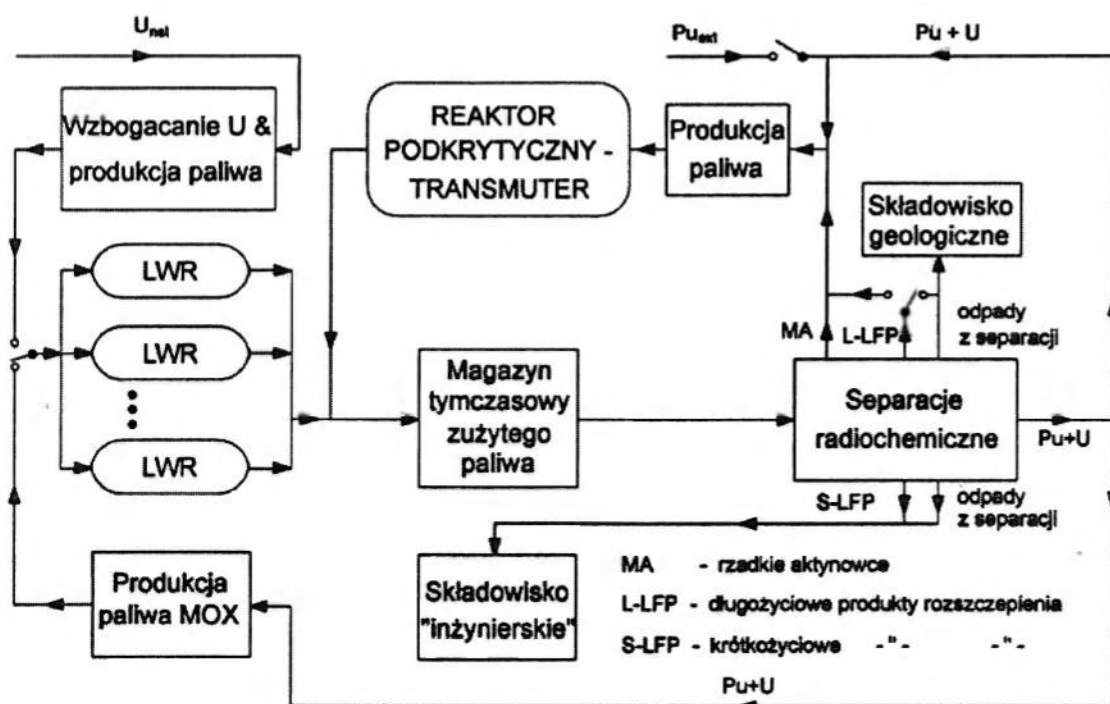 U_nat
Pu_ext
Pu + U
Wzbogacanie U &
produkcja paliwa
REAKTOR
PODKRYTYCZNY -
TRANSMUTER
Produkcja
paliwa
Składowisko
geologiczne
LWR
LWR
LWR
MA
L-LFP
odpady
z separacji
Magazyn
tymczasowy
zużytego
paliwa
Separacje
radiochemiczne
Pu+U
S-LFP
odpady
z separacji
Produkcja
paliwa MOX
Składowisko
"inżynierskie"
MA - rzadkie aktynowce
L-LFP - długożyciowe produkty rozszczepienia
S-LFP - krótkożyciowe -"- -"-
Pu+U